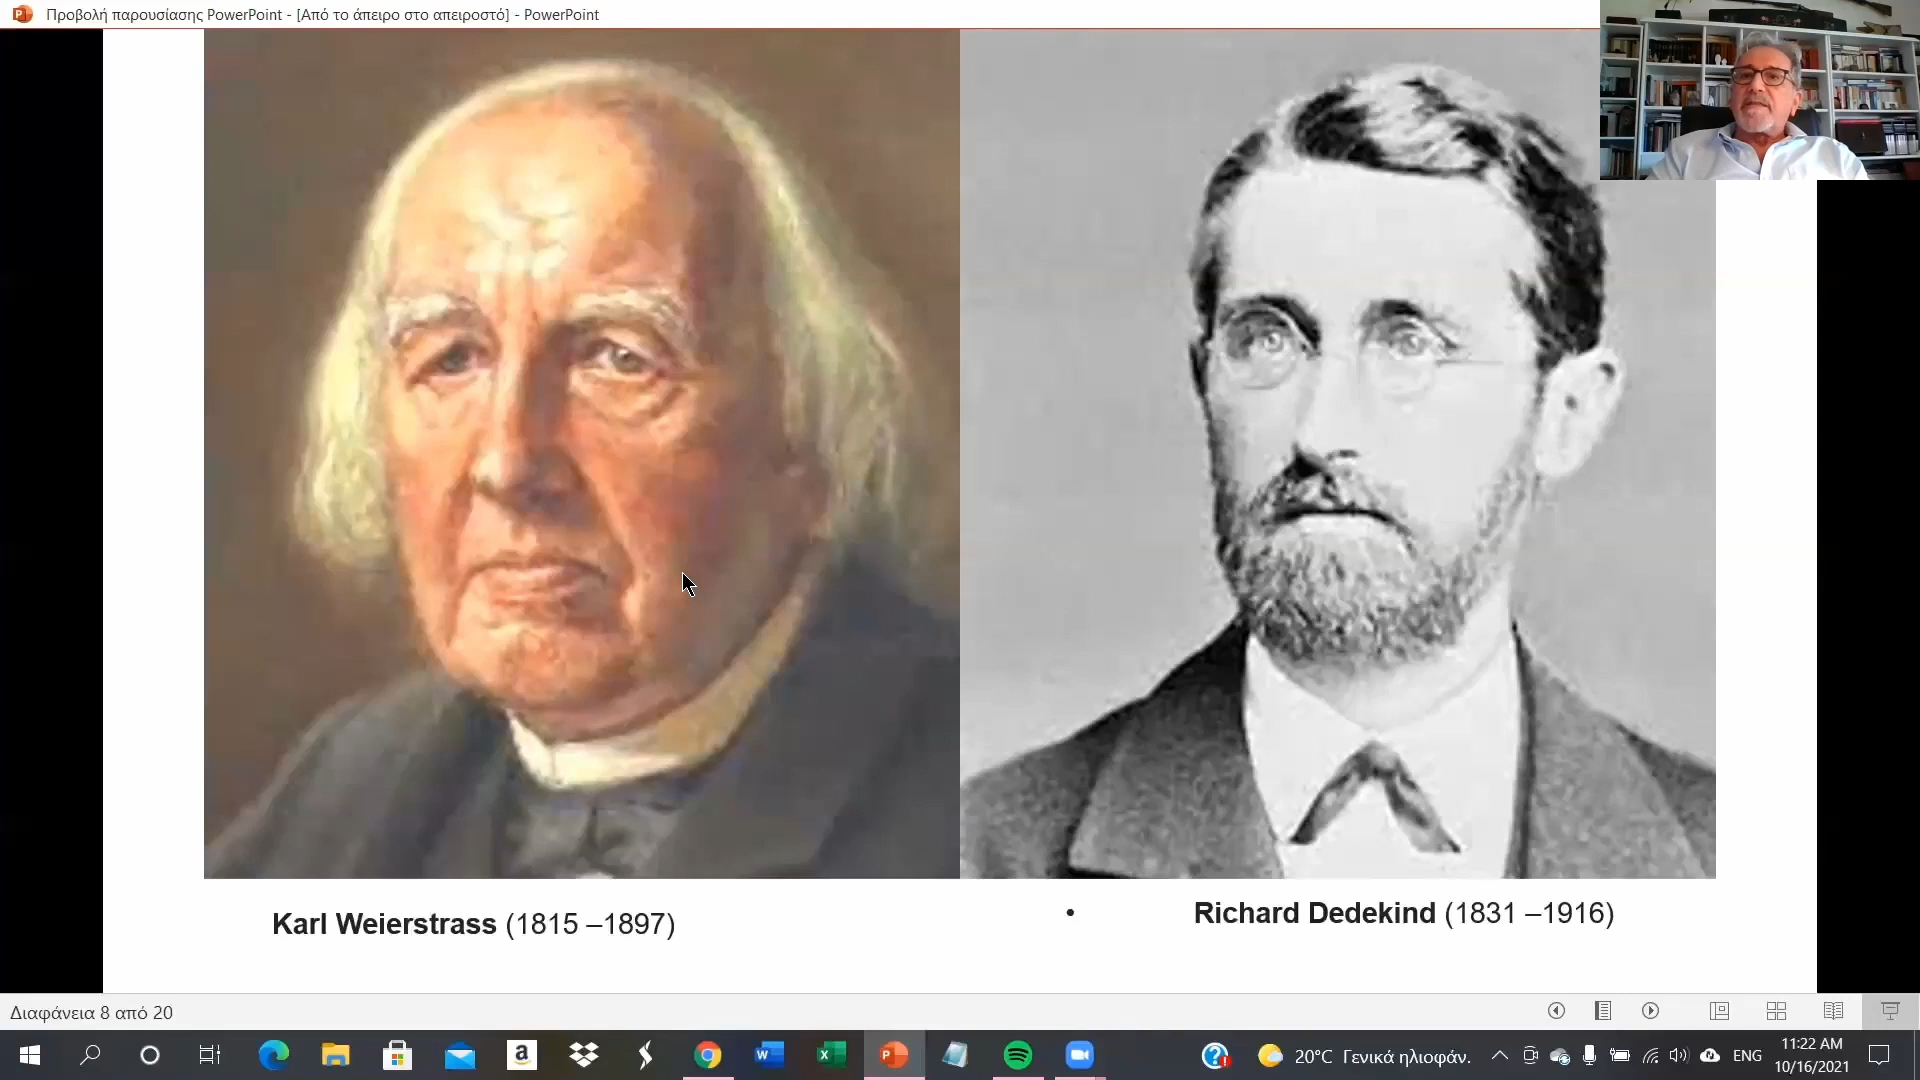 Προβολή παρουσίασης PowerPoint - [Από το άπειρο στο απειροστό] - PowerPoint
Karl Weierstrass (1815 –1897)
• Richard Dedekind (1831 –1916)
Διαφάνεια 8 από 20
20°C Γενικά ηλιοφάν.
ENG
11:22 AM
10/16/2021